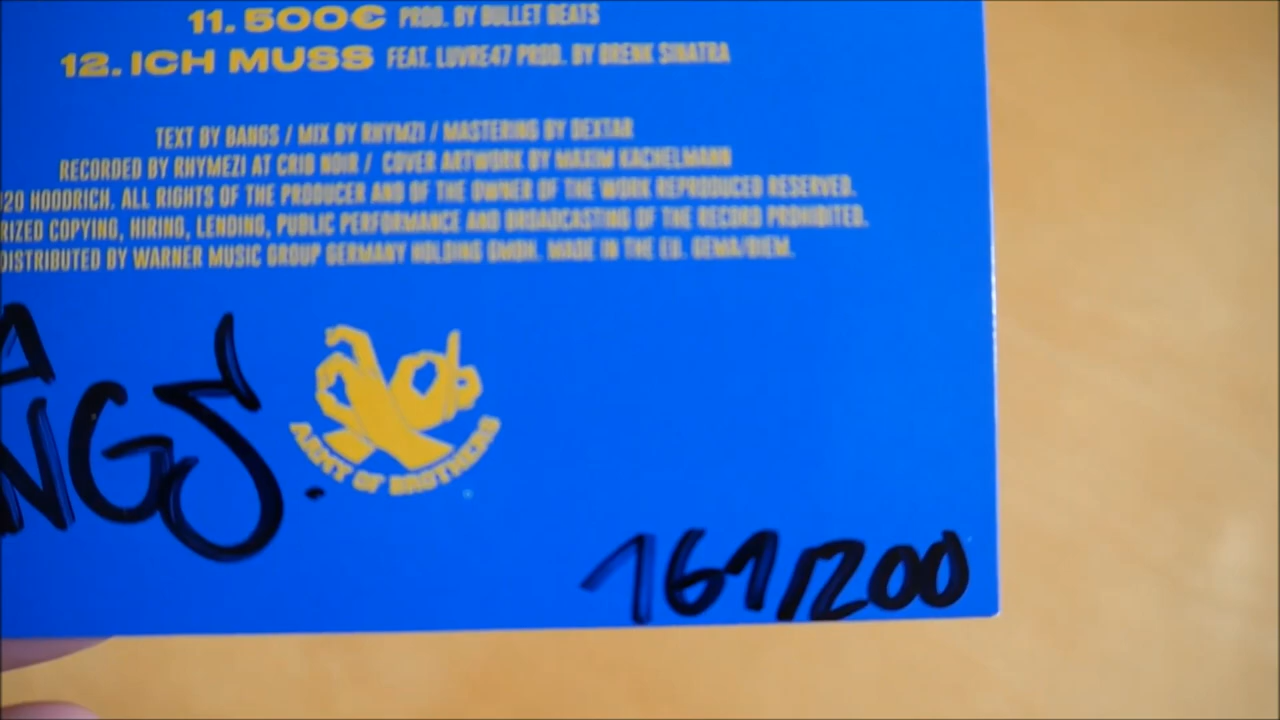 11. 500€ PROD. BY BULLET BEATS
12. ICH MUSS FEAT. LUVRE47 PROD. BY BRENK SINATRA
TEXT BY BANGS / MIX BY RHYMZI / MASTERING BY DEXTAR
RECORDED BY RHYMEZI AT CRIB NOIR / COVER ARTWORK BY MAXIM KACHELMANN
020 HOODRICH. ALL RIGHTS OF THE PRODUCER AND OF THE OWNER OF THE WORK REPRODUCED RESERVED.
RIZED COPYING, HIRING, LENDING, PUBLIC PERFORMANCE AND BROADCASTING OF THE RECORD PROHIBITED.
DISTRIBUTED BY WARNER MUSIC GROUP GERMANY HOLDING GMBH. MADE IN THE EU. GEMA/BIEM.
A
NGS.
ARMY OF BROTHERS
161/200